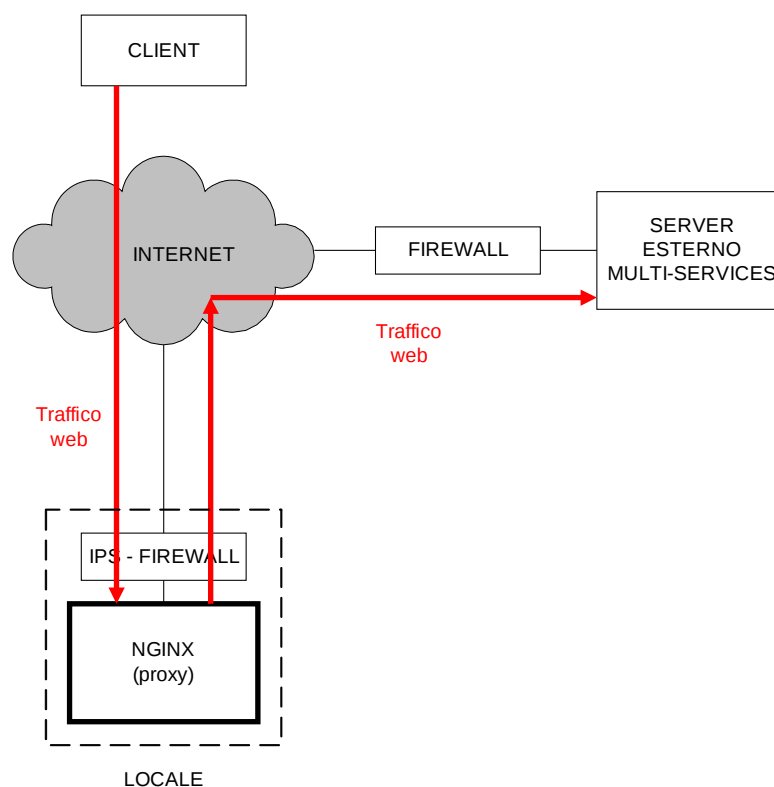 CLIENT
INTERNET
FIREWALL
SERVER
ESTERNO
MULTI-SERVICES
Traffico
web
Traffico
web
IPS - FIREWALL
NGINX
(proxy)
LOCALE